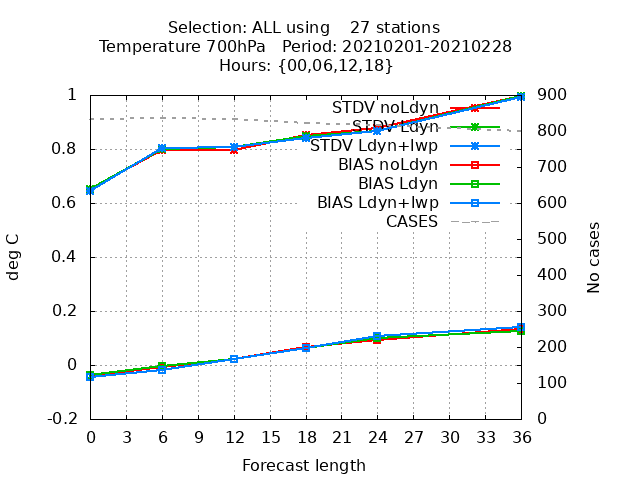 Selection: ALL using    27 stations
Temperature 700hPa   Period: 20210201-20210228
Hours: {00,06,12,18}
1
0.8
0.6
0.4
0.2
0
-0.2
deg C
STDV noLdyn
STDV Ldyn
STDV Ldyn+lwp
BIAS noLdyn
BIAS Ldyn
BIAS Ldyn+lwp
CASES
900
800
700
600
500
400
300
200
100
0
No cases
0 3 6 9 12 15 18 21 24 27 30 33 36
Forecast length